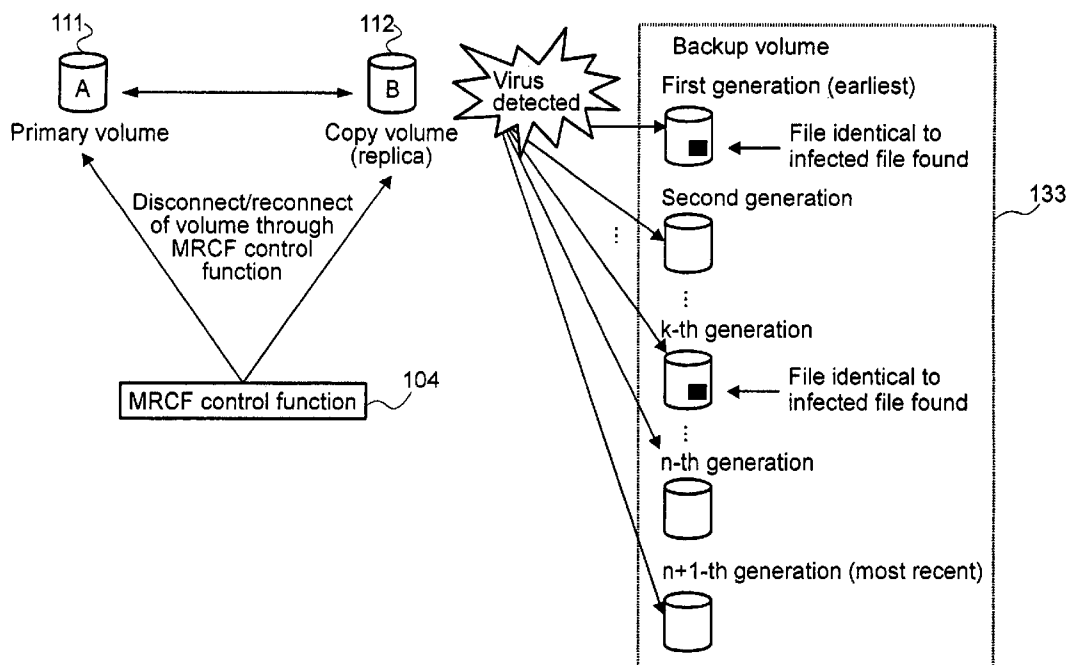 111
112
A
B
Primary volume
Copy volume
(replica)
Virus
detected
Disconnect/reconnect
of volume through
MRCF control
function
MRCF control function
104
Backup volume
First generation (earliest)
File identical to
infected file found
Second generation
133
k-th generation
File identical to
infected file found
n-th generation
n+1-th generation (most recent)